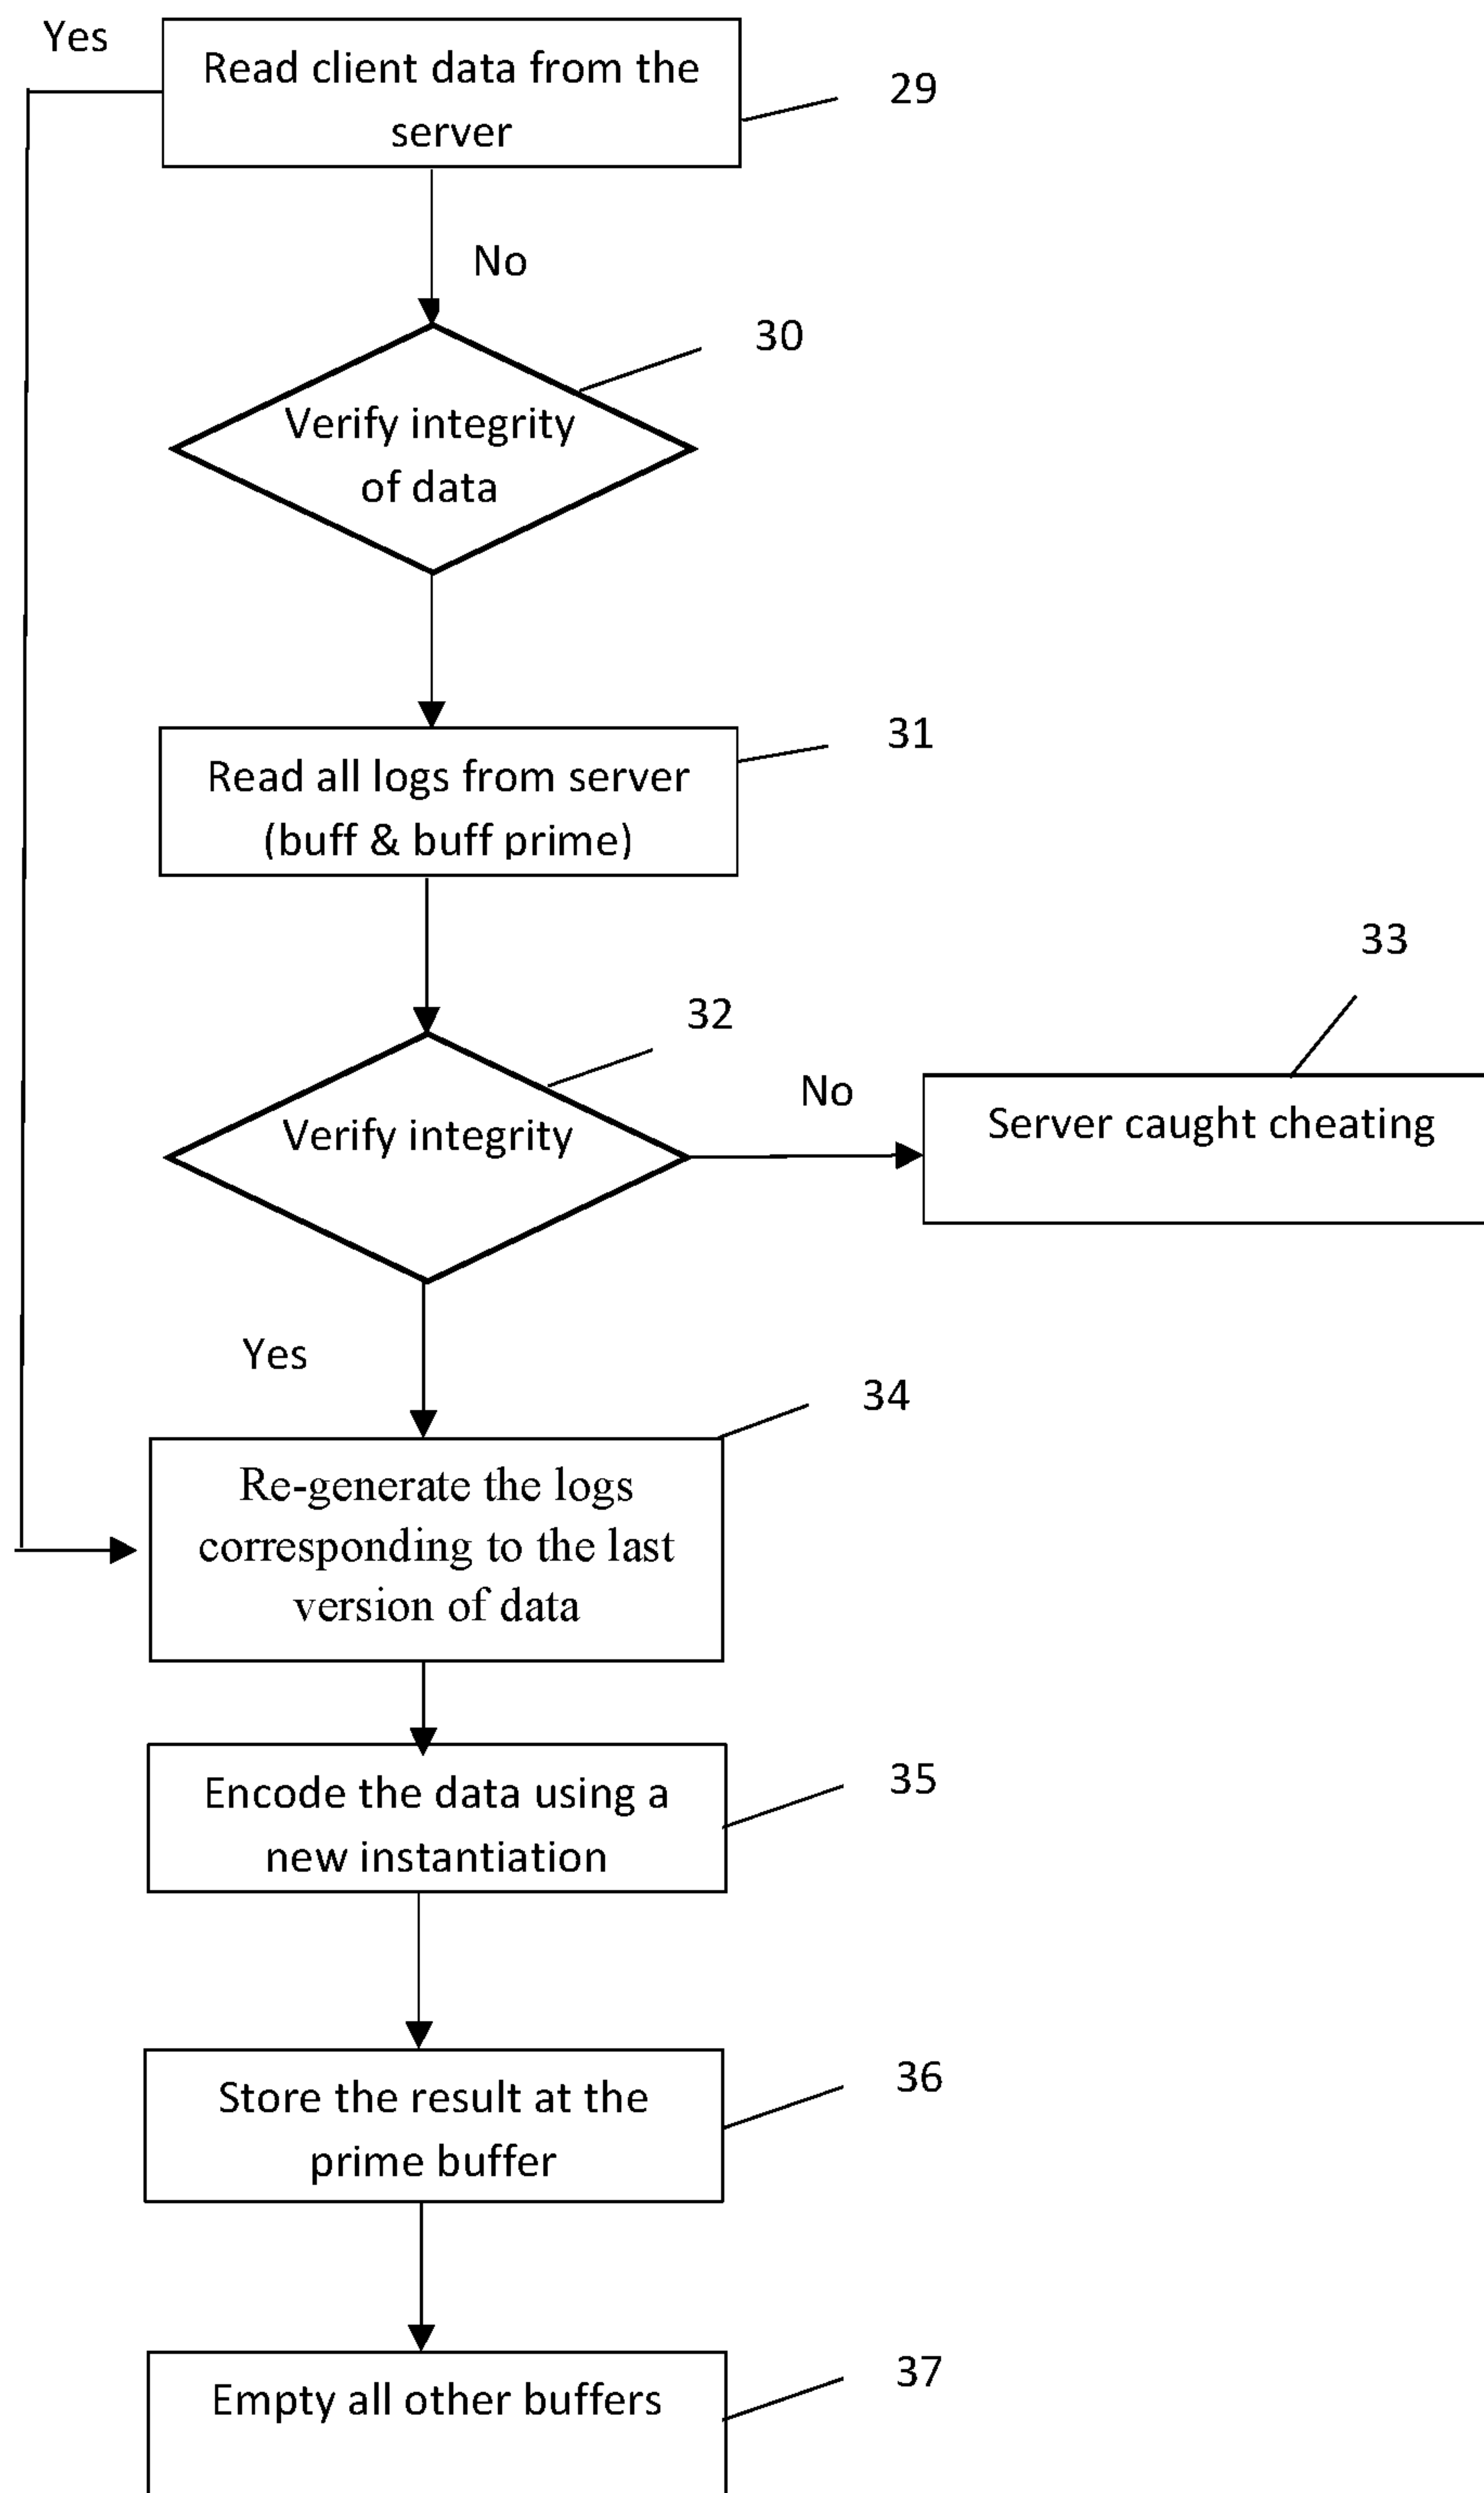 Yes
Read client data from the
server
29
No
30
Verify integrity
of data
31
Read all logs from server
(buff & buff prime)
33
32
No
Verify integrity
Server caught cheating
Yes
34
Re-generate the logs
corresponding to the last
version of data
35
Encode the data using a
new instantiation
36
Store the result at the
prime buffer
37
Empty all other buffers